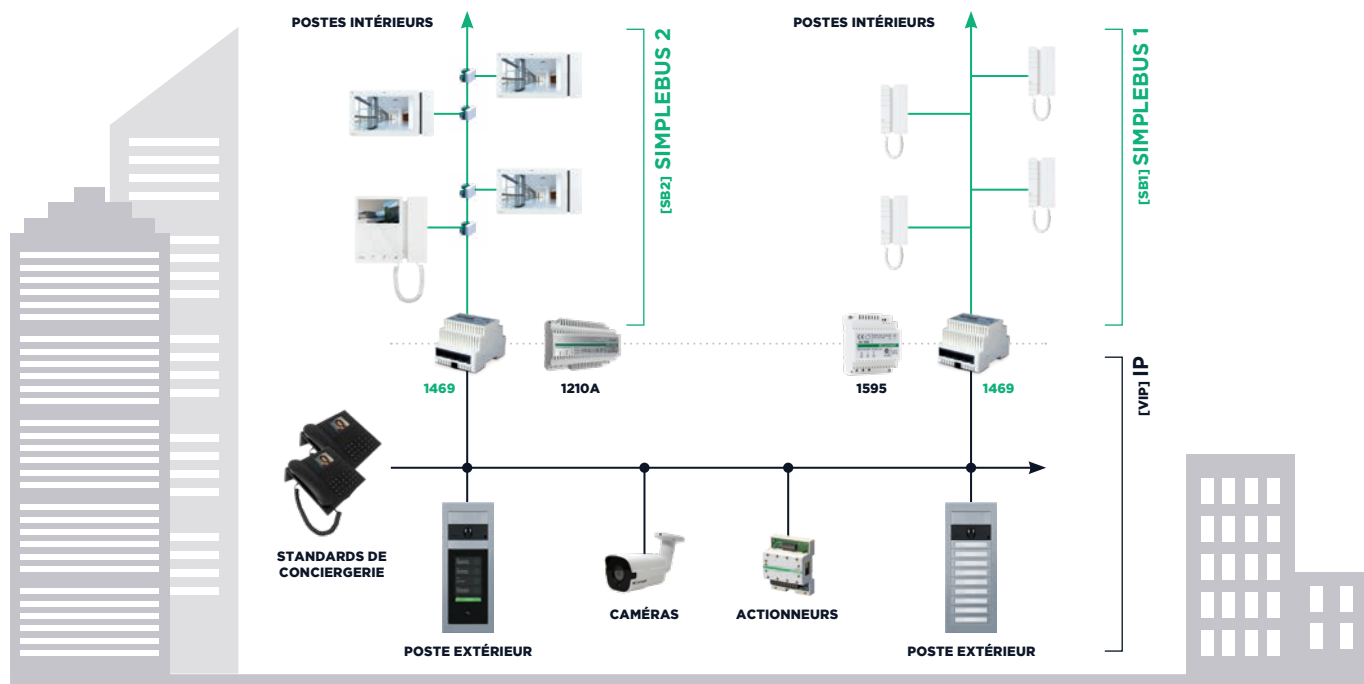 POSTES INTÉRIEURS
POSTES INTÉRIEURS
[SB2] SIMPLEBUS 2
[SB1] SIMPLEBUS 1
1469
1210A
1595
1469
[VIP] IP
STANDARDS DE
CONCIERGERIE
CAMÉRAS
ACTIONNEURS
POSTE EXTÉRIEUR
POSTE EXTÉRIEUR